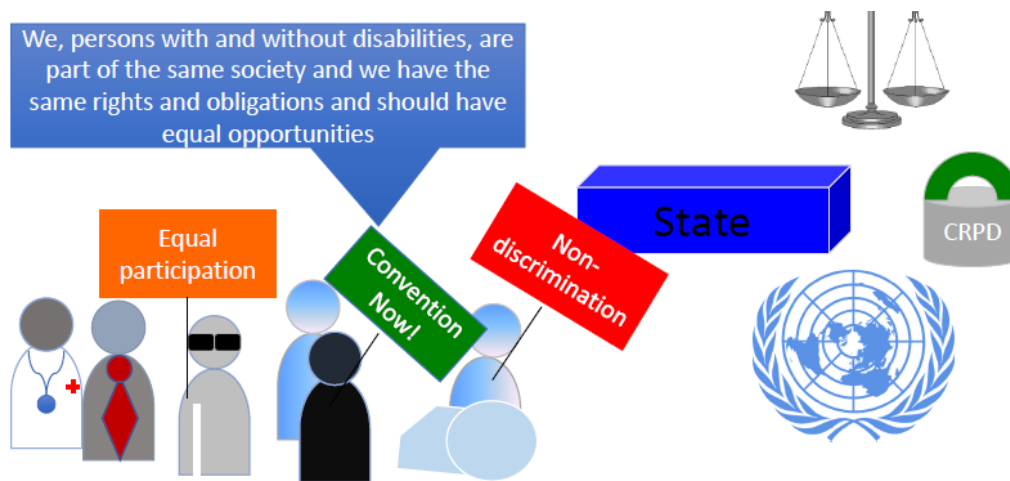 We, persons with and without disabilities, are
part of the same society and we have the
same rights and obligations and should have
equal opportunities
Equal
participation
Convention
Now!
Non-
discrimination
State
CRPD